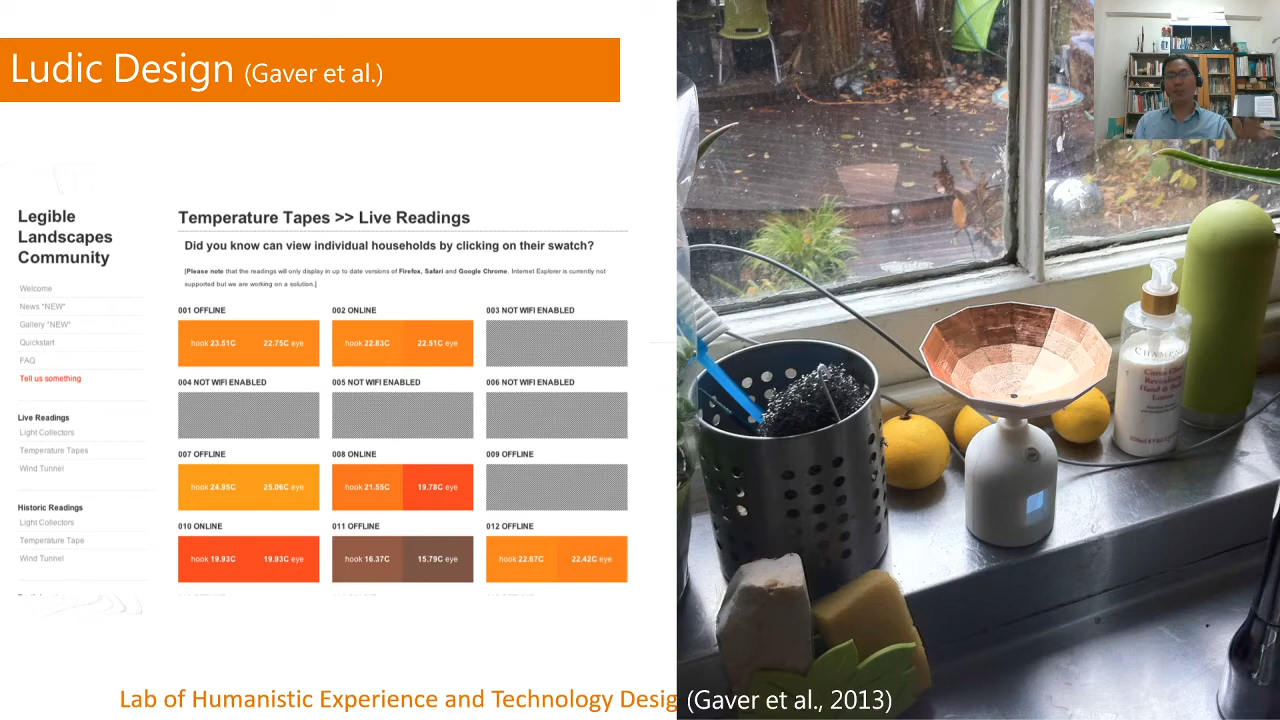 Ludic Design (Gaver et al.)
Legible
Landscapes
Community
Welcome
News *NEW*
Gallery *NEW*
Quickstart
FAQ
Tell us something
Live Readings
Light Collectors
Temperature Tapes
Wind Tunnel
Historic Readings
Light Collectors
Temperature Tape
Wind Tunnel
Temperature Tapes >> Live Readings
Did you know can view individual households by clicking on their swatch?
[Please note that the readings will only display in up to date versions of Firefox, Safari and Google Chrome. Internet Explorer is currently not
supported but we are working on a solution.]
001 OFFLINE
hook 23.51C 22.75C eye
002 ONLINE
hook 22.83C 22.51C eye
003 NOT WIFI ENABLED
004 NOT WIFI ENABLED
005 NOT WIFI ENABLED
006 NOT WIFI ENABLED
007 OFFLINE
hook 24.95C 25.06C eye
008 ONLINE
hook 21.55C 19.78C eye
009 OFFLINE
010 ONLINE
hook 19.93C 19.93C eye
011 OFFLINE
hook 16.37C 15.79C eye
012 OFFLINE
hook 22.67C 22.42C eye
Lab of Humanistic Experience and Technology Desig (Gaver et al., 2013)